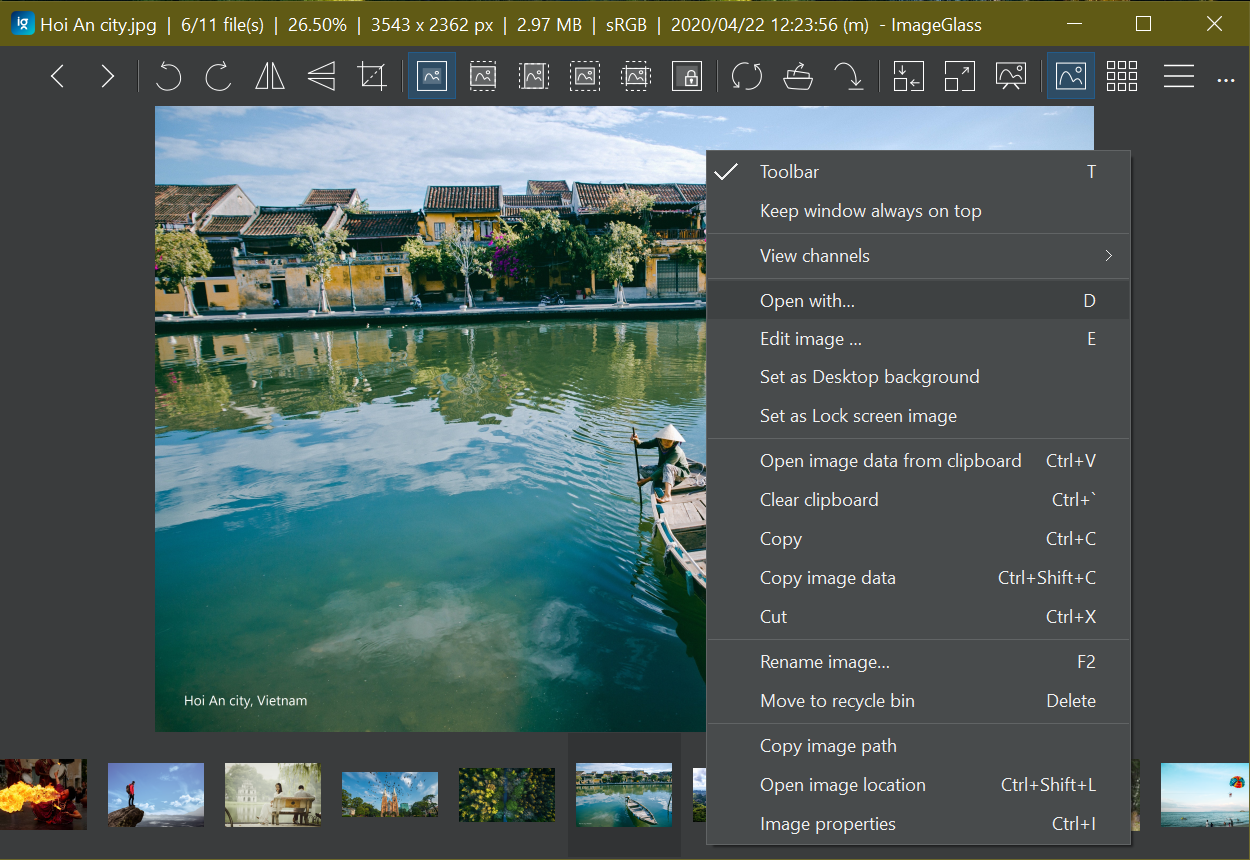 ig Hoi An city.jpg | 6/11 file(s) | 26.50% | 3543 x 2362 px | 2.97 MB | sRGB | 2020/04/22 12:23:56 (m) - ImageGlass
Toolbar T
Keep window always on top
View channels
Open with... D
Edit image ... E
Set as Desktop background
Set as Lock screen image
Open image data from clipboard Ctrl+V
Clear clipboard Ctrl+`
Copy Ctrl+C
Copy image data Ctrl+Shift+C
Cut Ctrl+X
Rename image... F2
Move to recycle bin Delete
Copy image path
Open image location Ctrl+Shift+L
Image properties Ctrl+I
Hoi An city, Vietnam